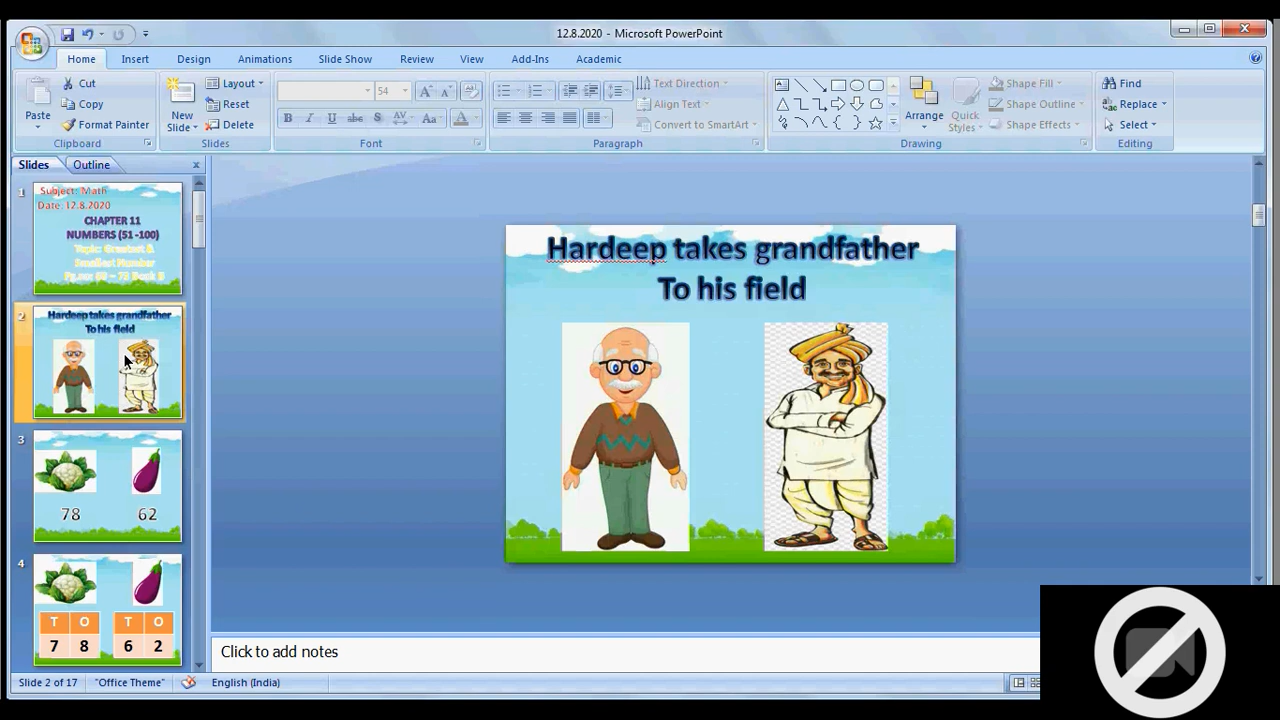 12.8.2020 - Microsoft PowerPoint
Home Insert Design Animations Slide Show Review View Add-Ins Academic
Paste
Cut
Copy
Format Painter
Clipboard
New
Slide
Layout
Reset
Delete
Slides
54
Font
Text Direction
Align Text
Convert to SmartArt
Paragraph
Arrange
Quick
Styles
Shape Fill
Shape Outline
Shape Effects
Drawing
Find
Replace
Select
Editing
Slides Outline
1
Subject: Math
Date: 12.8.2020
CHAPTER 11
NUMBERS (51 -100)
Topic: Greatest &
Smallest Number
2
Hardeep takes grandfather
To his field
3
78 62
4
T O T O
7 8 6 2
Hardeep takes grandfather
To his field
Click to add notes
Slide 2 of 17 "Office Theme" English (India)